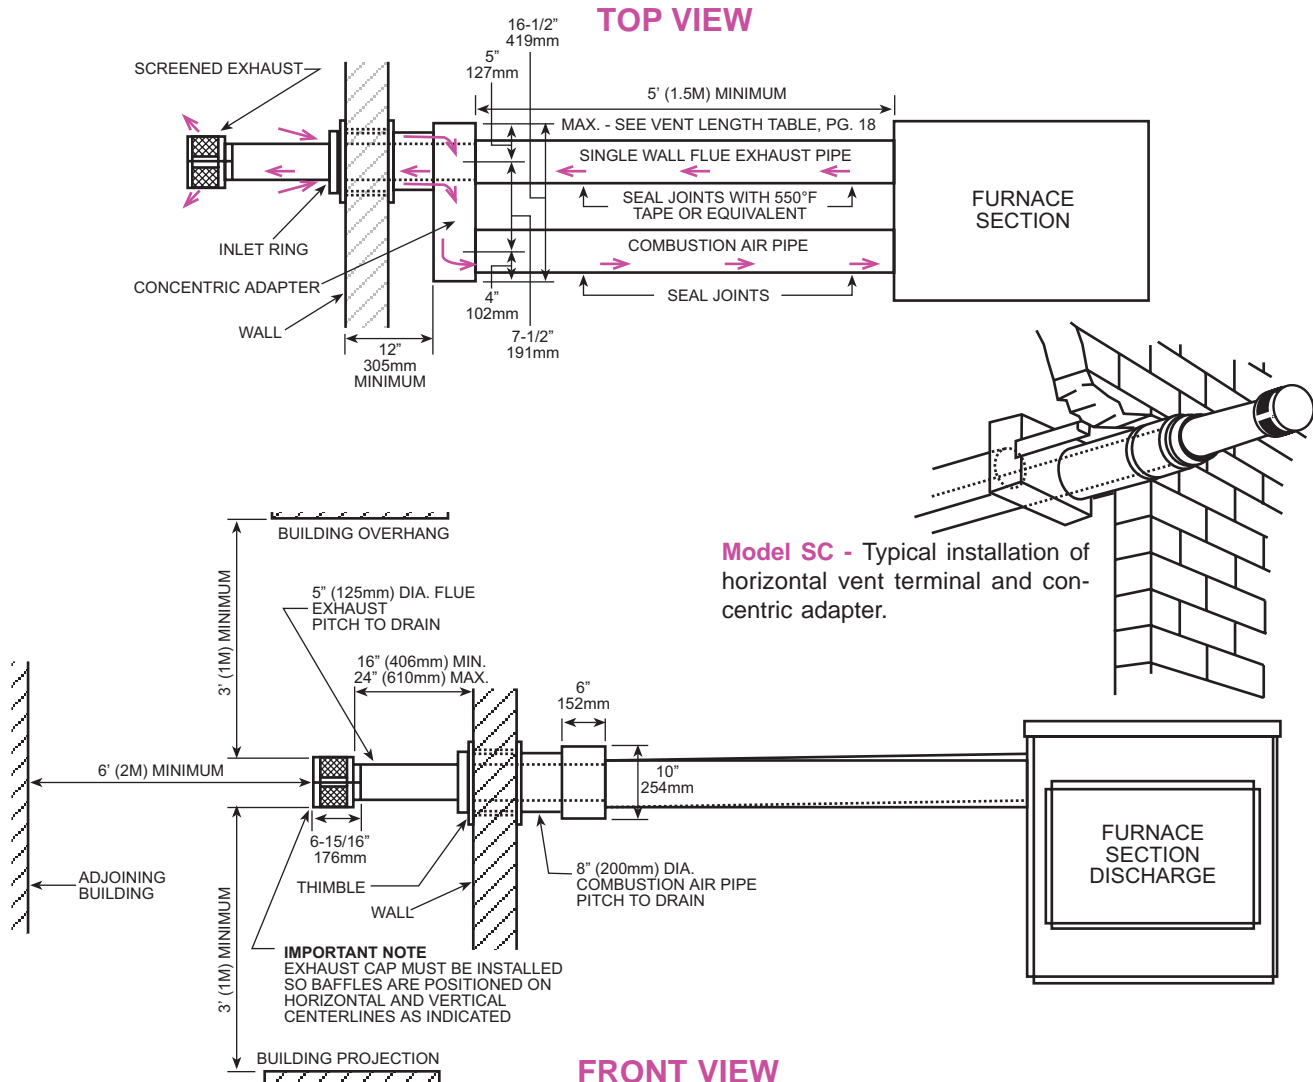 TOP VIEW
16-1/2"
419mm
5"
127mm
SCREENED EXHAUST
5' (1.5M) MINIMUM
MAX. - SEE VENT LENGTH TABLE, PG. 18
SINGLE WALL FLUE EXHAUST PIPE
SEAL JOINTS WITH 550°F
TAPE OR EQUIVALENT
FURNACE
SECTION
INLET RING
COMBUSTION AIR PIPE
CONCENTRIC ADAPTER
SEAL JOINTS
4"
102mm
WALL
7-1/2"
191mm
12"
305mm
MINIMUM
BUILDING OVERHANG
Model SC - Typical installation of
horizontal vent terminal and con-
centric adapter.
5" (125mm) DIA. FLUE
EXHAUST
PITCH TO DRAIN
3' (1M) MINIMUM
16" (406mm) MIN.
24" (610mm) MAX.
6"
152mm
6' (2M) MINIMUM
10"
254mm
6-15/16"
176mm
FURNACE
SECTION
DISCHARGE
ADJOINING
BUILDING
THIMBLE
WALL
8" (200mm) DIA.
COMBUSTION AIR PIPE
PITCH TO DRAIN
3' (1M) MINIMUM
IMPORTANT NOTE
EXHAUST CAP MUST BE INSTALLED
SO BAFFLES ARE POSITIONED ON
HORIZONTAL AND VERTICAL
CENTERLINES AS INDICATED
BUILDING PROJECTION
FRONT VIEW